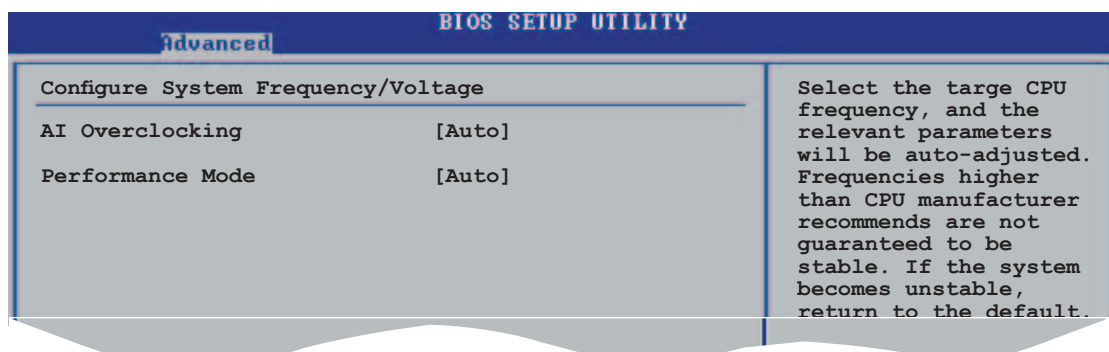 BIOS SETUP UTILITY
Advanced
Configure System Frequency/Voltage
AI Overclocking [Auto]
Performance Mode [Auto]
Select the targe CPU
frequency, and the
relevant parameters
will be auto-adjusted.
Frequencies higher
than CPU manufacturer
recommends are not
guaranteed to be
stable. If the system
becomes unstable,
return to the default.